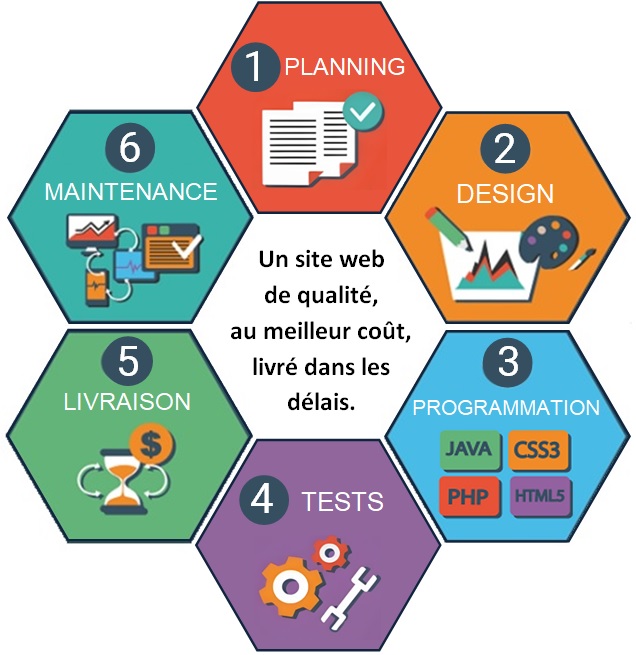 1 PLANNING
2
DESIGN
3
PROGRAMMATION
JAVA CSS3
PHP HTML5
4 TESTS
5
LIVRAISON
$
6
MAINTENANCE
Un site web
de qualité,
au meilleur coût,
livré dans les
délais.